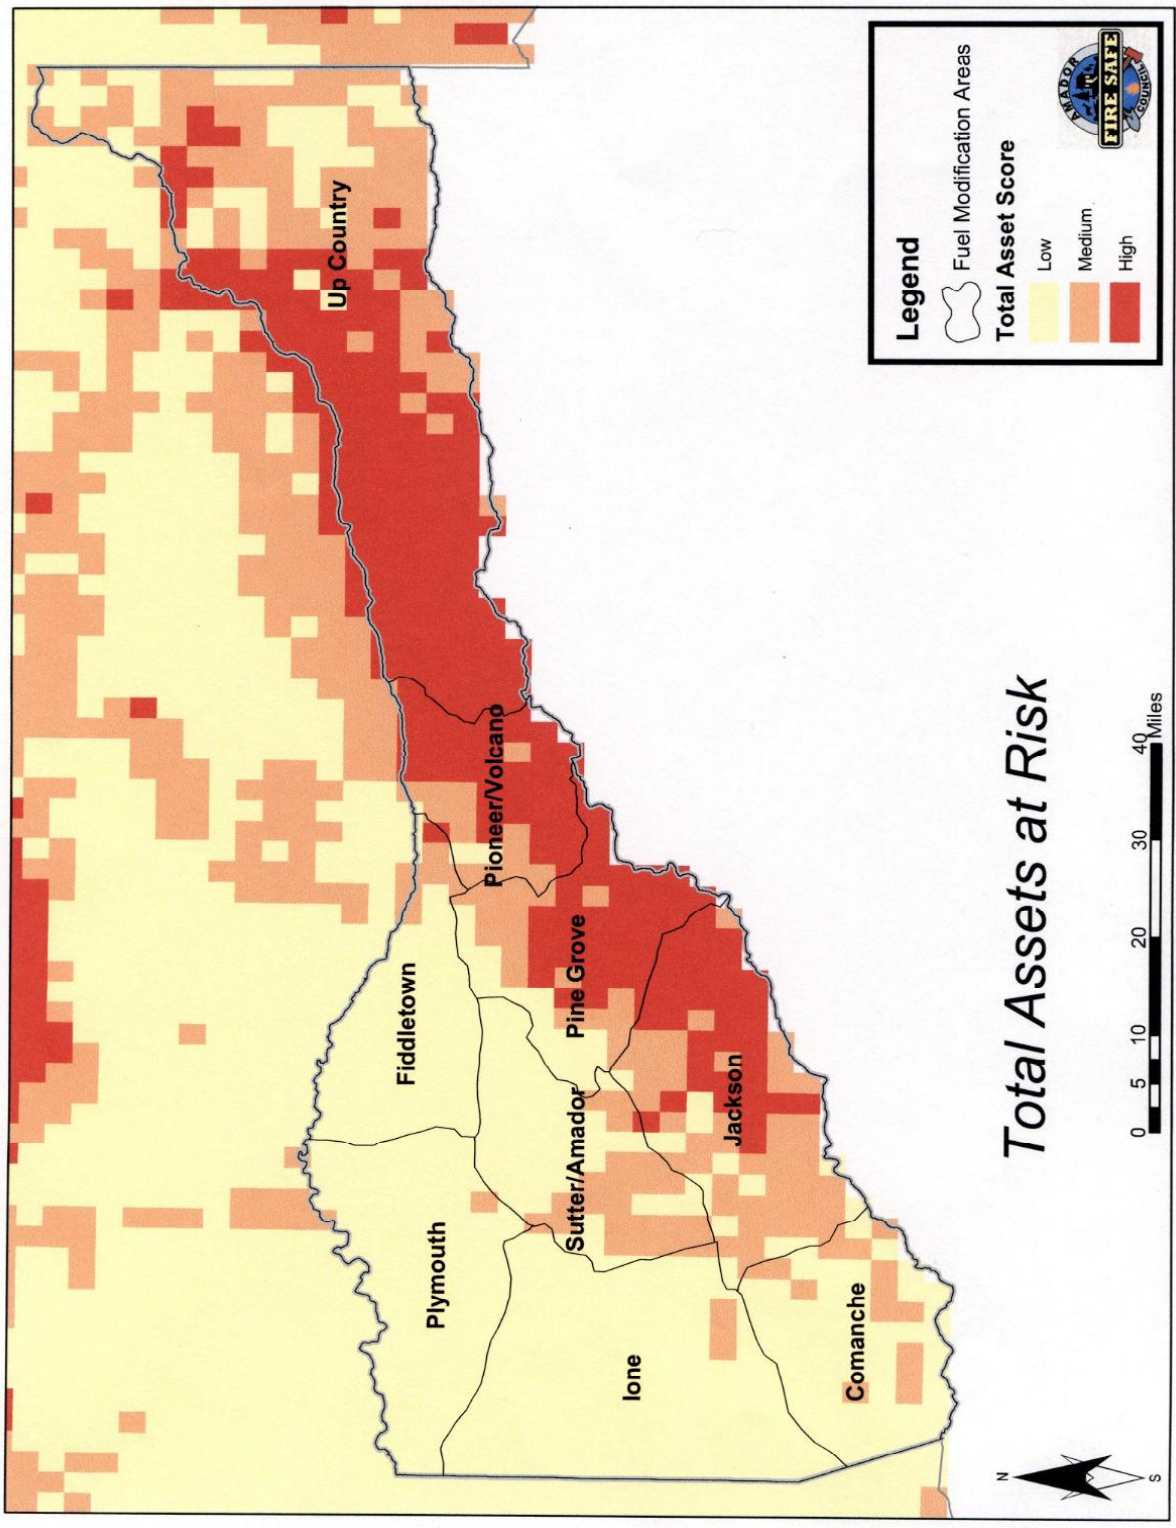 Up Country
Pioneer/Volcano
Fiddletown
Pine Grove
Plymouth
Sutter/Amador
Jackson
Ione
Comanche
Total Assets at Risk
0 5 10 20 30 40
Miles
N
S
Legend
Fuel Modification Areas
Total Asset Score
Low
Medium
High
AMADOR
FIRE SAFE
COUNCIL